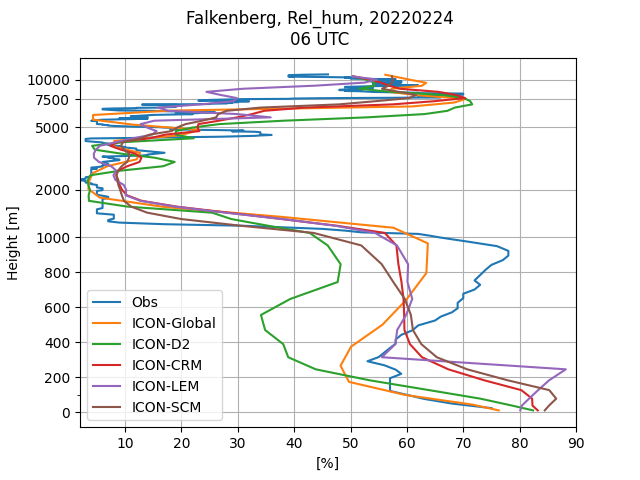 Falkenberg, Rel_hum, 20220224
06 UTC
10000
7500
5000
2000
1000
800
600
400
200
0
Height [m]
Obs
ICON-Global
ICON-D2
ICON-CRM
ICON-LEM
ICON-SCM
10 20 30 40 50 60 70 80 90
[%]